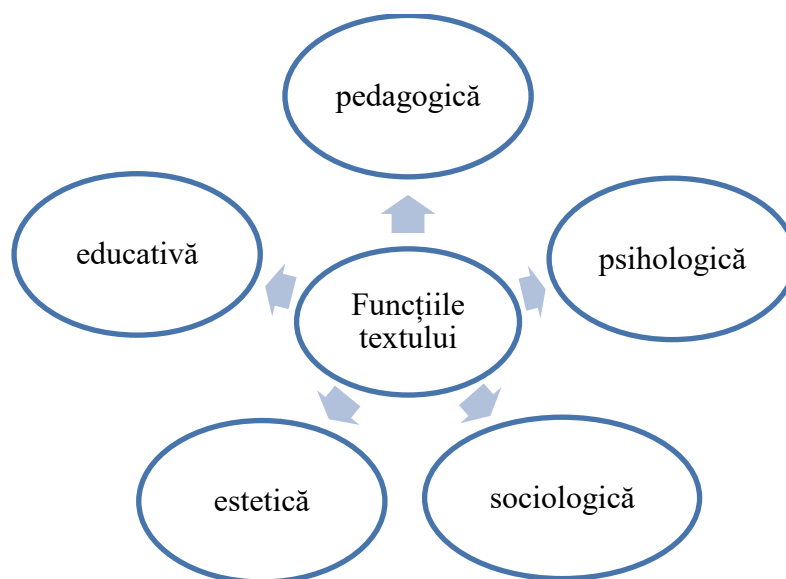 pedagogică
educativă
psihologică
Funcțiile
textului
estetică
sociologică